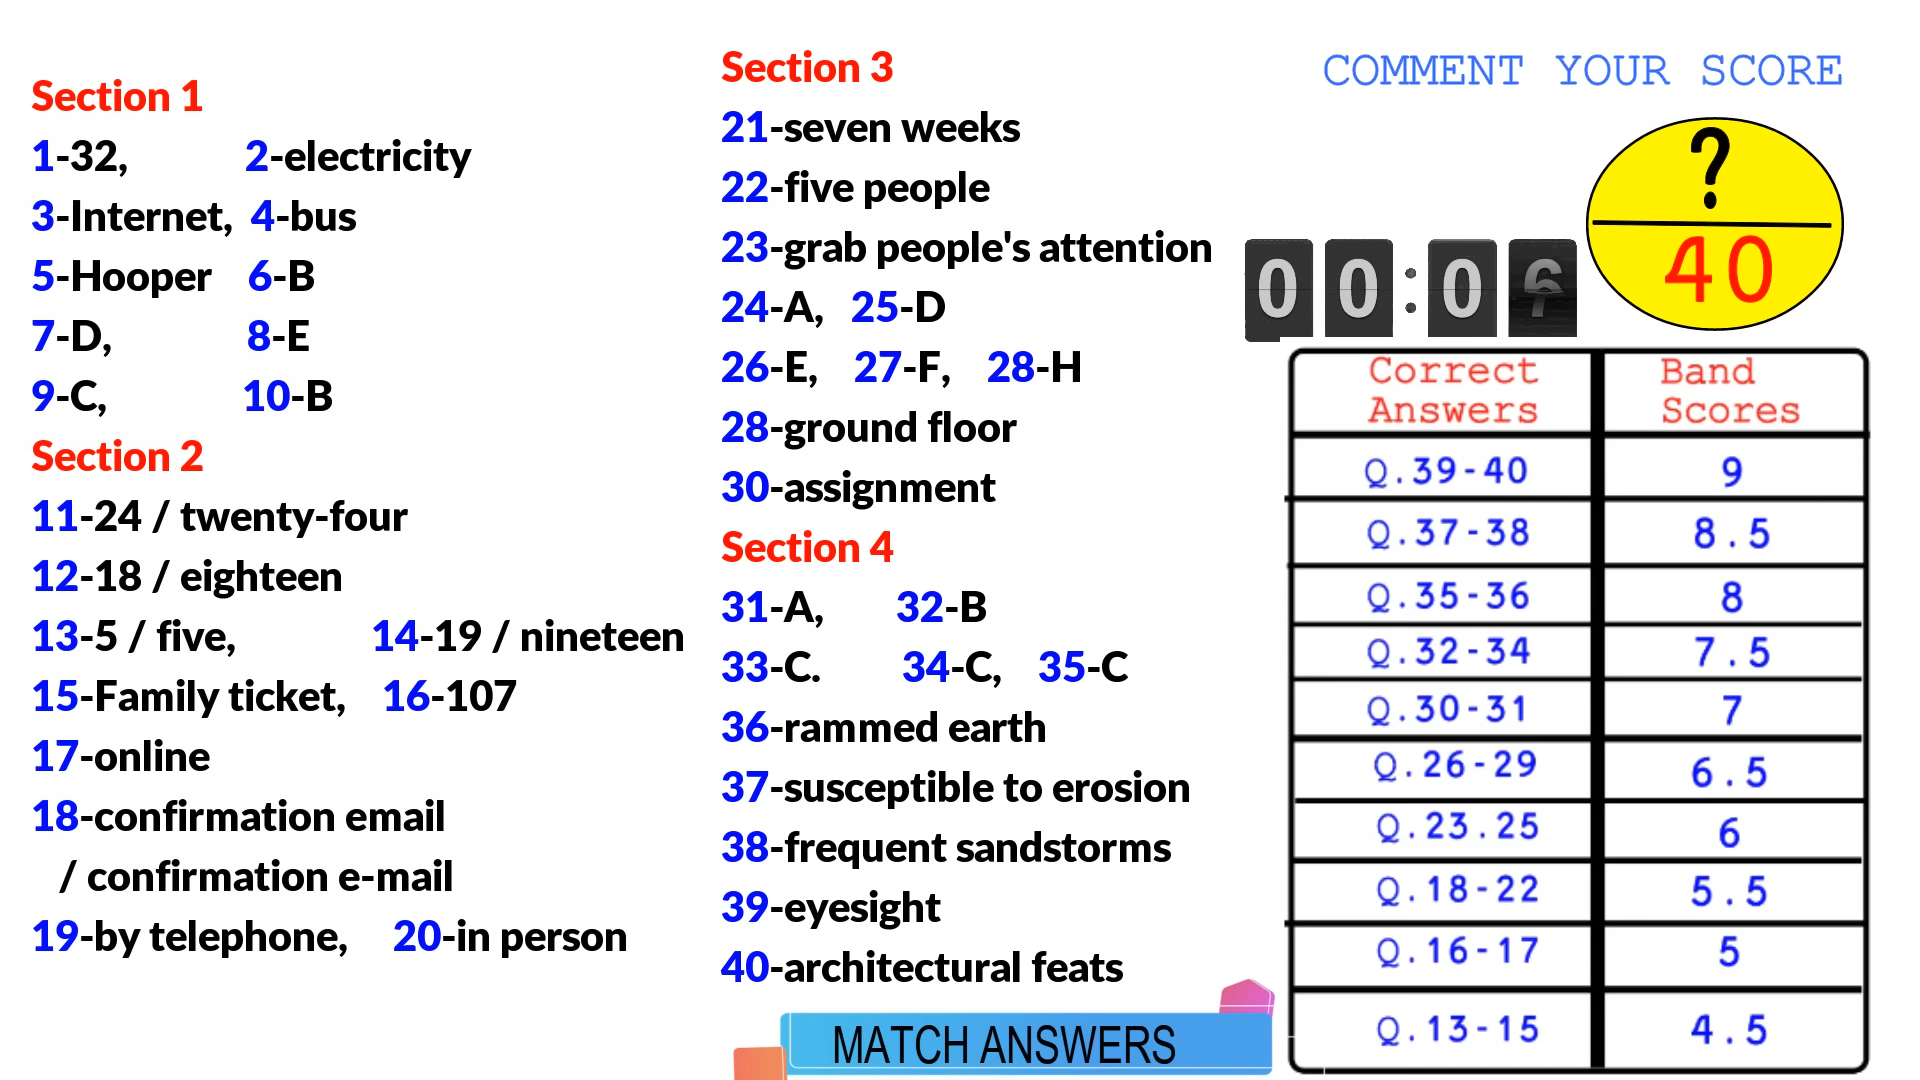 Section 1
1-32, 2-electricity
3-Internet, 4-bus
5-Hooper 6-B
7-D, 8-E
9-C, 10-B
Section 2
11-24 / twenty-four
12-18 / eighteen
13-5 / five, 14-19 / nineteen
15-Family ticket, 16-107
17-online
18-confirmation email
/ confirmation e-mail
19-by telephone, 20-in person
Section 3
21-seven weeks
22-five people
23-grab people's attention
24-A, 25-D
26-E, 27-F, 28-H
28-ground floor
30-assignment
Section 4
31-A, 32-B
33-C. 34-C, 35-C
36-rammed earth
37-susceptible to erosion
38-frequent sandstorms
39-eyesight
40-architectural feats
MATCH ANSWERS
COMMENT YOUR SCORE
?
40
00:0
Correct Answers Band Scores
Q.39-40 9
Q.37-38 8.5
Q.35-36 8
Q.32-34 7.5
Q.30-31 7
Q.26-29 6.5
Q.23.25 6
Q.18-22 5.5
Q.16-17 5
Q.13-15 4.5